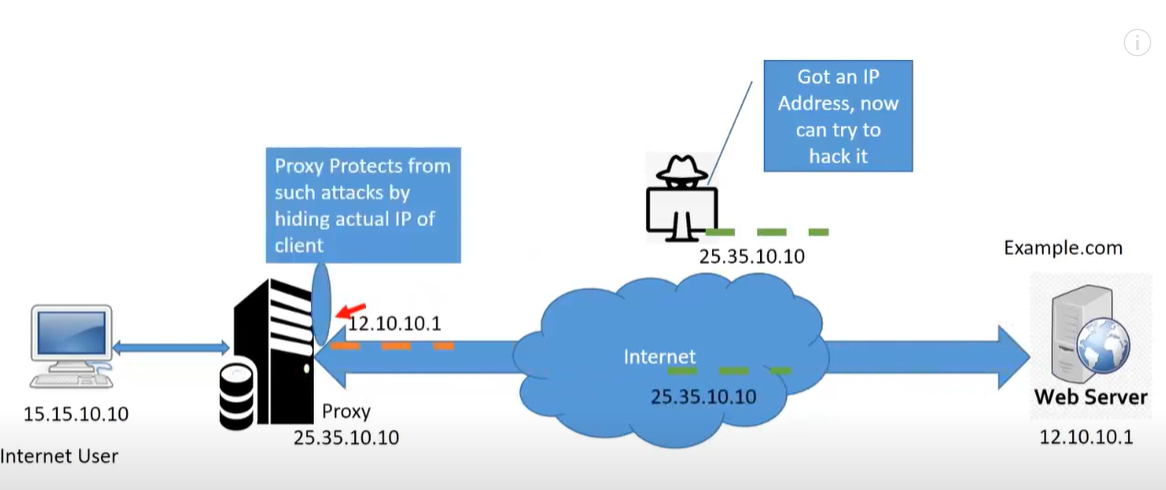 Got an IP
Address, now
can try to
hack it
Proxy Protects from
such attacks by
hiding actual IP of
client
25.35.10.10
Example.com
12.10.10.1
Internet
25.35.10.10
Web Server
12.10.10.1
15.15.10.10
Internet User
Proxy
25.35.10.10
i